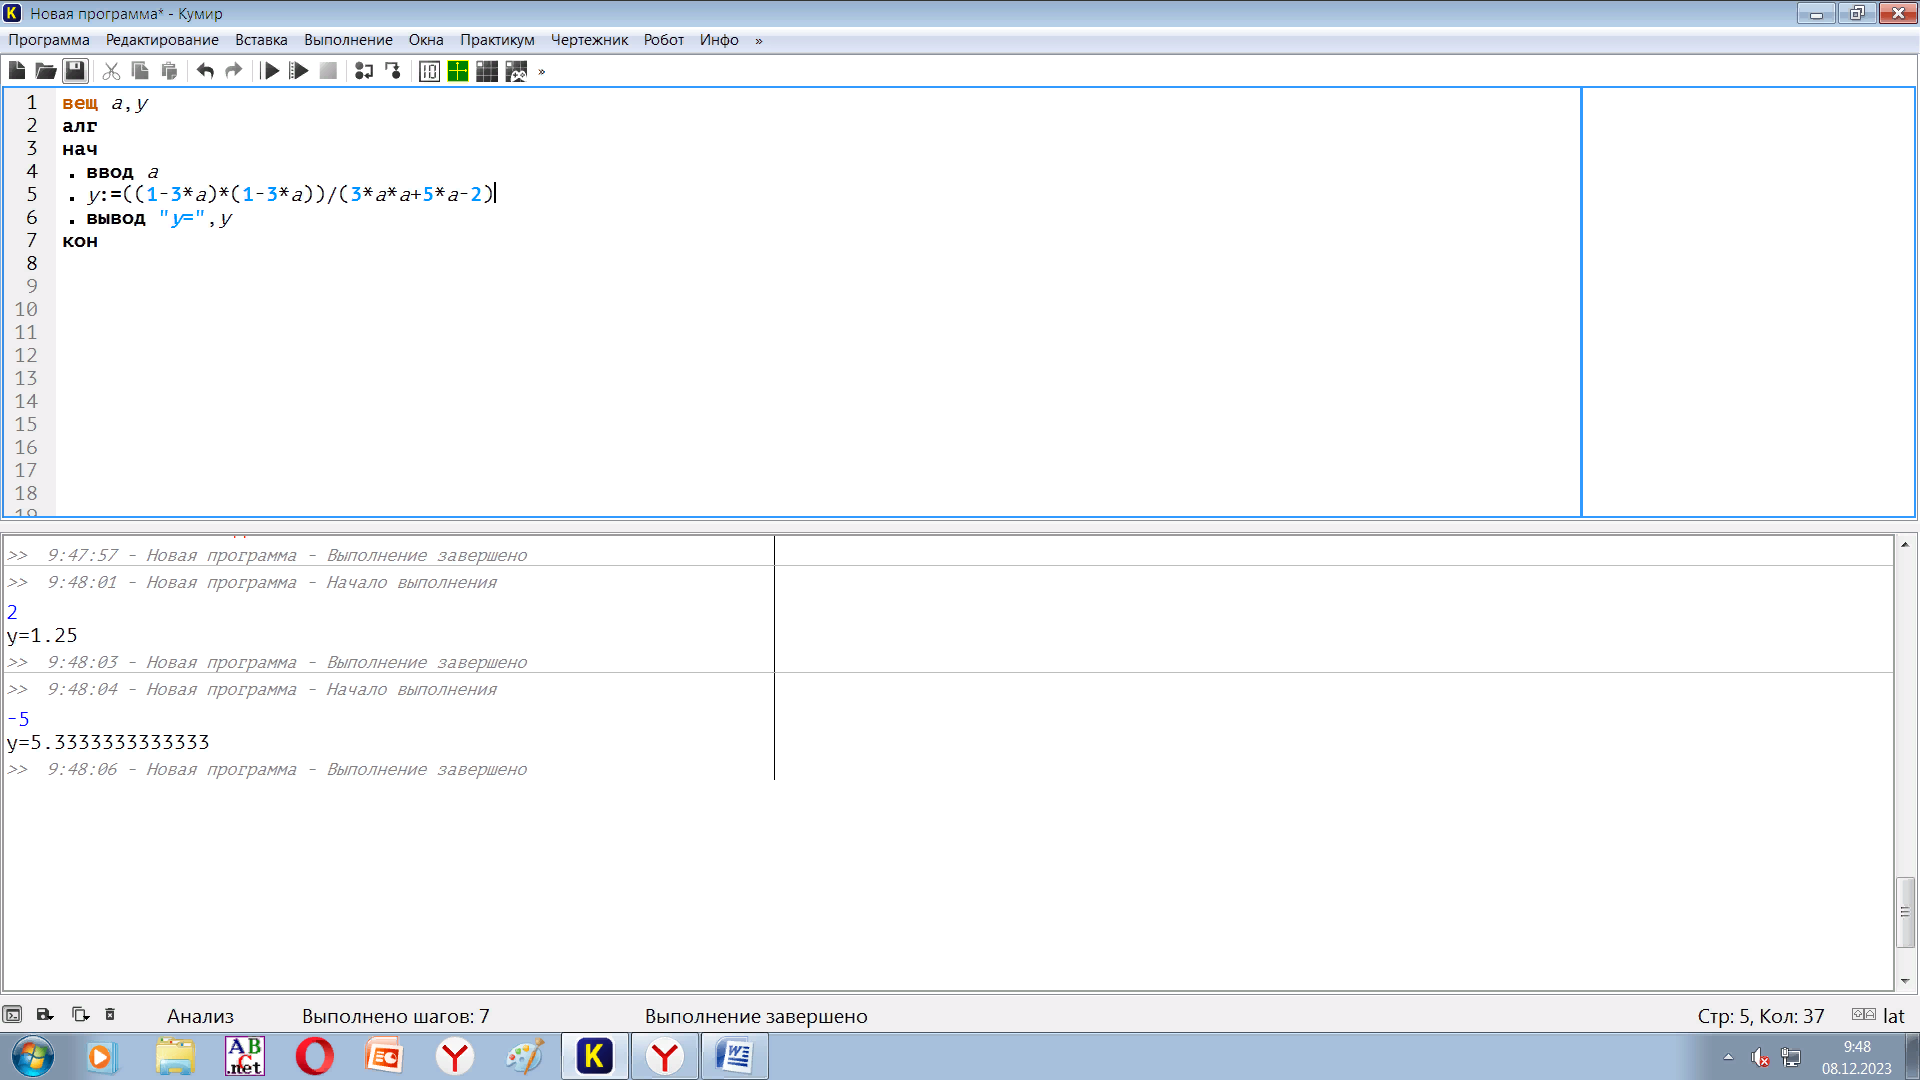 Новая программа* - Кумир
Программа Редактирование Вставка Выполнение Окна Практикум Чертежник Робот Инфо »
»
1 вещ a,y
2 алг
3 нач
4 . ввод a
5 . y:=((1-3*a)*(1-3*a))/(3*a*a+5*a-2)
6 . вывод "y=",y
7 кон
8
9
10
11
12
13
14
15
16
17
18
19
>> 9:47:57 - Новая программа - Выполнение завершено
>> 9:48:01 - Новая программа - Начало выполнения
2
y=1.25
>> 9:48:03 - Новая программа - Выполнение завершено
>> 9:48:04 - Новая программа - Начало выполнения
-5
y=5.3333333333333
>> 9:48:06 - Новая программа - Выполнение завершено
Анализ Выполнено шагов: 7 Выполнение завершено Стр: 5, Кол: 37 lat
ABC.net
K
9:48
08.12.2023